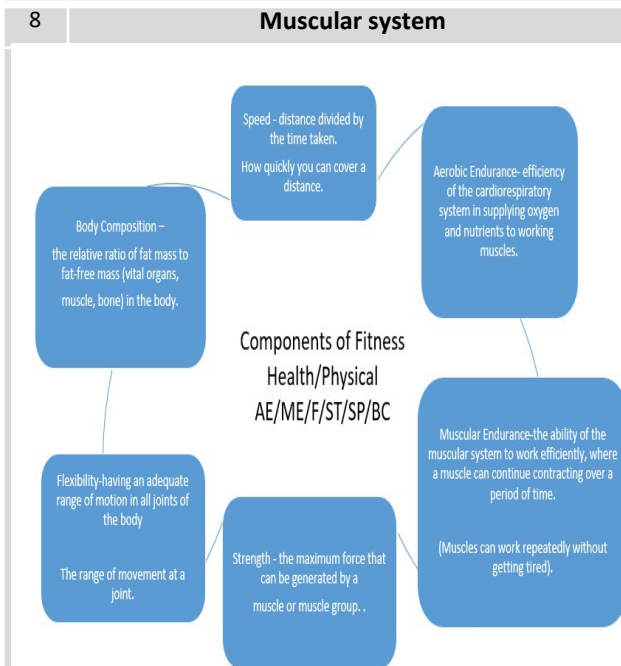 8
Muscular system
Speed - distance divided by
the time taken.
How quickly you can cover a
distance.
Aerobic Endurance- efficiency
of the cardiorespiratory
system in supplying oxygen
and nutrients to working
muscles.
Muscular Endurance-the ability of the
muscular system to work efficiently, where
a muscle can continue contracting over a
period of time.
(Muscles can work repeatedly without
getting tired).
Strength - the maximum force that
can be generated by a
muscle or muscle group. .
Flexibility-having an adequate
range of motion in all joints of
the body
The range of movement at a
joint.
Body Composition –
the relative ratio of fat mass to
fat-free mass (vital organs,
muscle, bone) in the body.
Components of Fitness
Health/Physical
AE/ME/F/ST/SP/BC